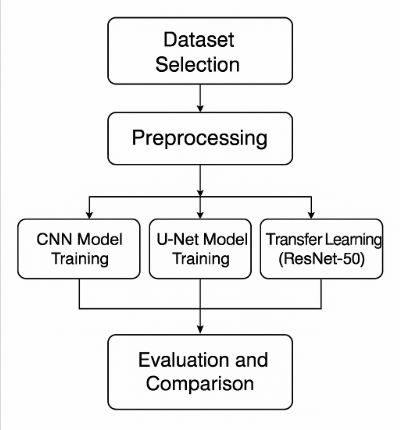 Dataset
Selection
Preprocessing
CNN Model
Training
U-Net Model
Training
Transfer Learning
(ResNet-50)
Evaluation and
Comparison